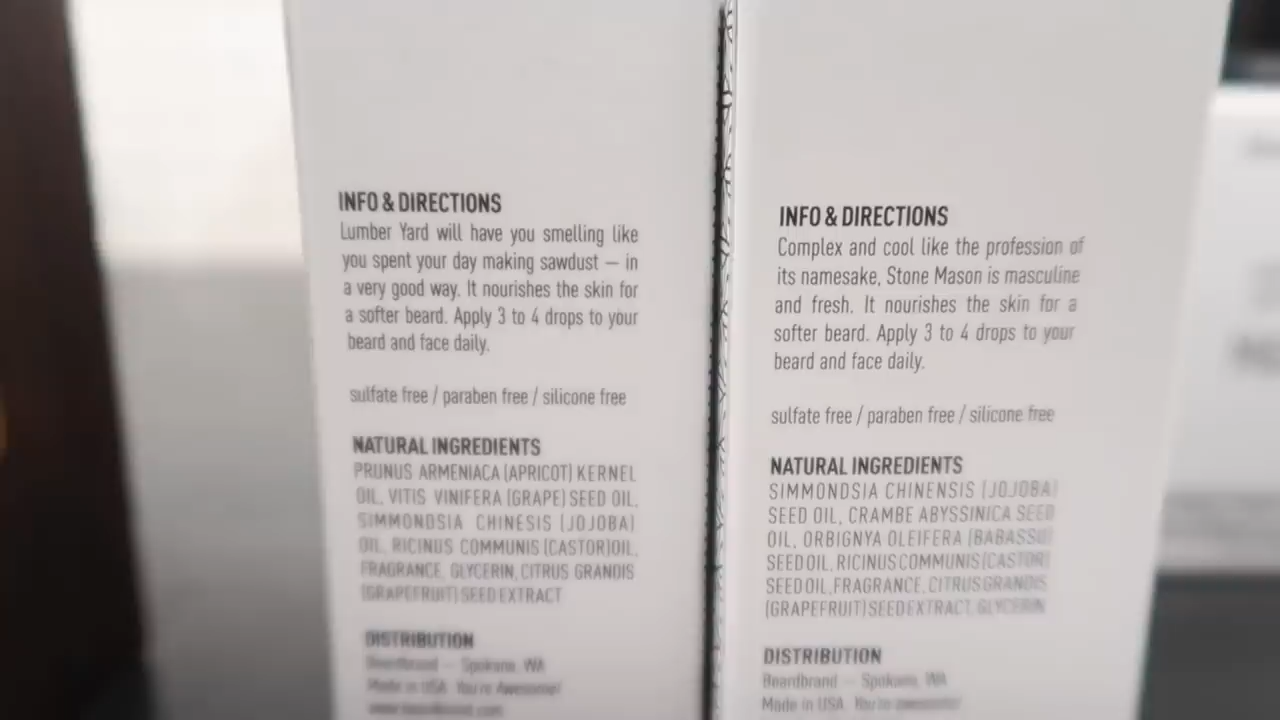 INFO & DIRECTIONS
Lumber Yard will have you smelling like
you spent your day making sawdust — in
a very good way. It nourishes the skin for
a softer beard. Apply 3 to 4 drops to your
beard and face daily.
sulfate free / paraben free / silicone free
NATURAL INGREDIENTS
PRUNUS ARMENIACA (APRICOT) KERNEL
OIL, VITIS VINIFERA (GRAPE) SEED OIL,
SIMMONDSIA CHINESIS (JOJOBA)
OIL, RICINUS COMMUNIS (CASTOR)OIL,
FRAGRANCE, GLYCERIN, CITRUS GRANDIS
(GRAPEFRUIT) SEED EXTRACT
DISTRIBUTION
Beardbrand — Spokane, WA
Made in USA. You're Awesome!
www.beardbrand.com
INFO & DIRECTIONS
Complex and cool like the profession of
its namesake, Stone Mason is masculine
and fresh. It nourishes the skin for a
softer beard. Apply 3 to 4 drops to your
beard and face daily.
sulfate free / paraben free / silicone free
NATURAL INGREDIENTS
SIMMONDSIA CHINENSIS (JOJOBA)
SEED OIL, CRAMBE ABYSSINICA SEED
OIL, ORBIGNYA OLEIFERA (BABASSU)
SEED OIL, RICINUS COMMUNIS (CASTOR)
SEED OIL, FRAGRANCE, CITRUS GRANDIS
(GRAPEFRUIT) SEED EXTRACT, GLYCERIN
DISTRIBUTION
Beardbrand — Spokane, WA
Made in USA. You're awesome!